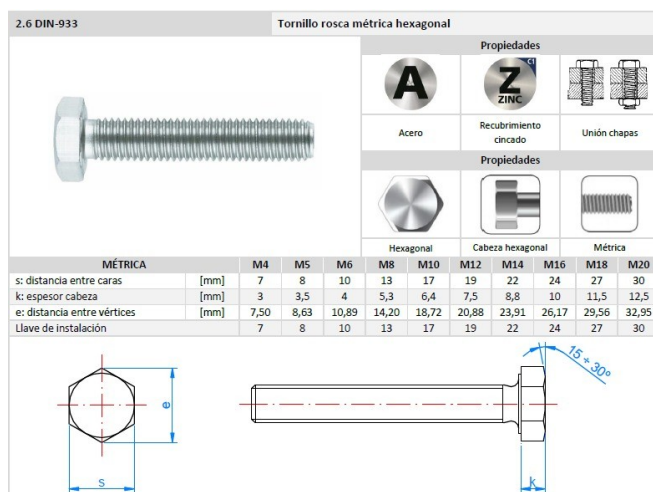 2.6 DIN-933 Tornillo rosca métrica hexagonal
Propiedades
A Z ZINC C1
Acero Recubrimiento cincado Unión chapas
Propiedades
Hexagonal Cabeza hexagonal Métrica
MÉTRICA M4 M5 M6 M8 M10 M12 M14 M16 M18 M20
s: distancia entre caras [mm] 7 8 10 13 17 19 22 24 27 30
k: espesor cabeza [mm] 3 3,5 4 5,3 6,4 7,5 8,8 10 11,5 12,5
e: distancia entre vértices [mm] 7,50 8,63 10,89 14,20 18,72 20,88 23,91 26,17 29,56 32,95
Llave de instalación 7 8 10 13 17 19 22 24 27 30
15 ÷ 30º
e
s
k